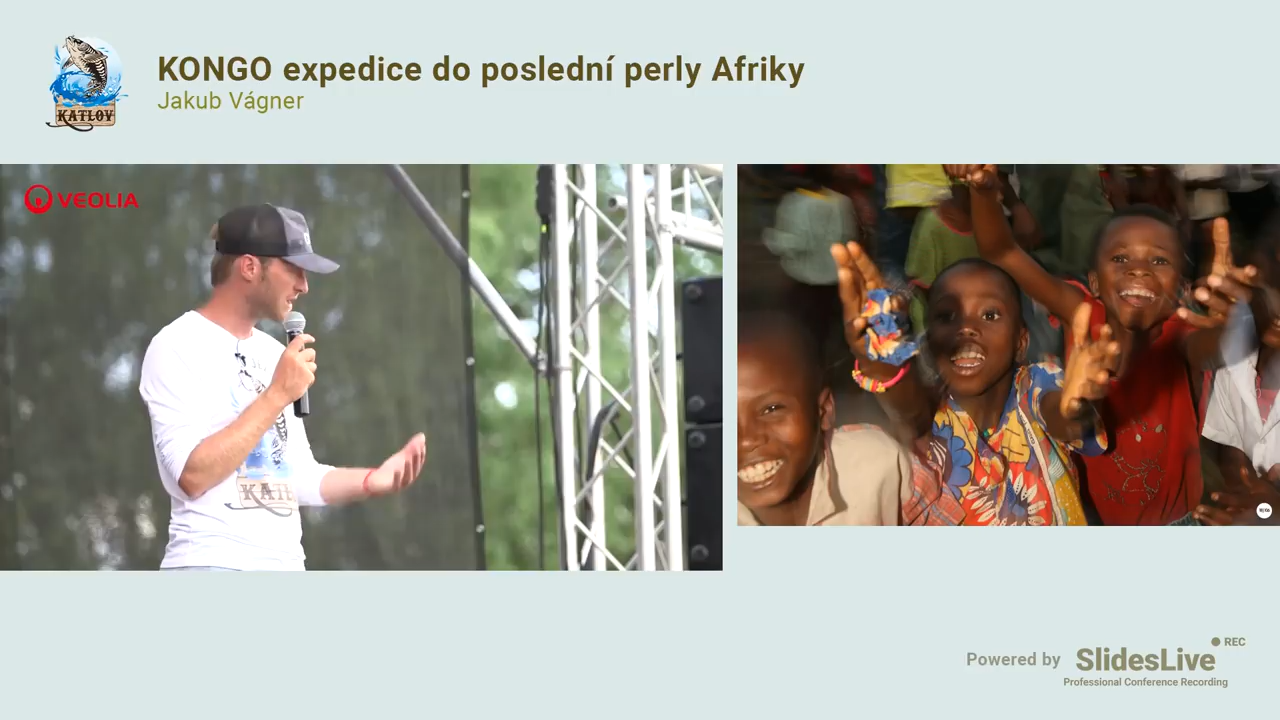 KATLOV
KONGO expedice do poslední perly Afriky
Jakub Vágner
VEOLIA
KATL
Powered by
SlidesLive
REC
Professional Conference Recording